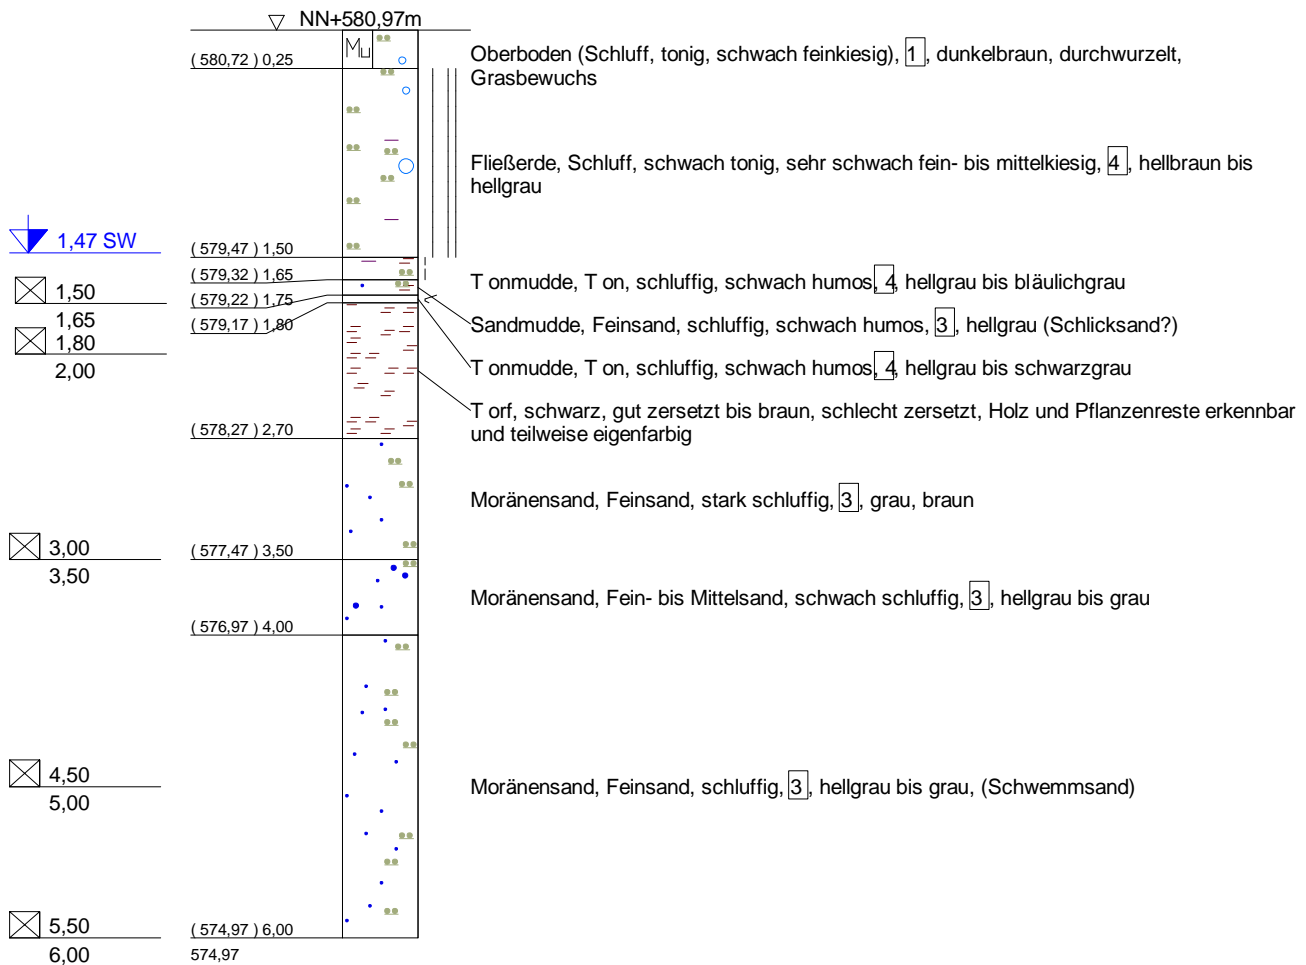 NN+580,97m
Mu
Oberboden (Schluff, tonig, schwach feinkiesig), 1, dunkelbraun, durchwurzelt,
Grasbewuchs
( 580,72 ) 0,25
Fließerde, Schluff, schwach tonig, sehr schwach fein- bis mittelkiesig, 4, hellbraun bis
hellgrau
1,47 SW
( 579,47 ) 1,50
( 579,32 ) 1,65
Tonmudde, Ton, schluffig, schwach humos, 4, hellgrau bis bläulichgrau
1,50
1,65
( 579,22 ) 1,75
( 579,17 ) 1,80
Sandmudde, Feinsand, schluffig, schwach humos, 3, hellgrau (Schlicksand?)
1,80
2,00
Tonmudde, Ton, schluffig, schwach humos, 4, hellgrau bis schwarzgrau
Torf, schwarz, gut zersetzt bis braun, schlecht zersetzt, Holz und Pflanzenreste erkennbar
und teilweise eigenfarbig
( 578,27 ) 2,70
Moränensand, Feinsand, stark schluffig, 3, grau, braun
3,00
3,50
( 577,47 ) 3,50
Moränensand, Fein- bis Mittelsand, schwach schluffig, 3, hellgrau bis grau
( 576,97 ) 4,00
4,50
5,00
Moränensand, Feinsand, schluffig, 3, hellgrau bis grau, (Schwemmsand)
5,50
6,00
( 574,97 ) 6,00
574,97